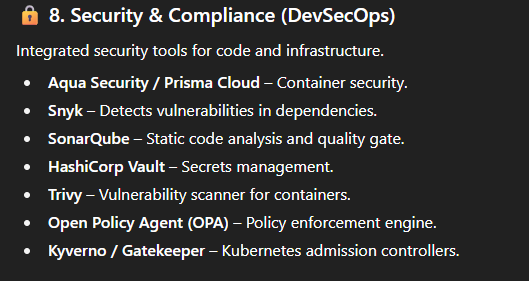 🔒 8. Security & Compliance (DevSecOps)
Integrated security tools for code and infrastructure.
• Aqua Security / Prisma Cloud – Container security.
• Snyk – Detects vulnerabilities in dependencies.
• SonarQube – Static code analysis and quality gate.
• HashiCorp Vault – Secrets management.
• Trivy – Vulnerability scanner for containers.
• Open Policy Agent (OPA) – Policy enforcement engine.
• Kyverno / Gatekeeper – Kubernetes admission controllers.